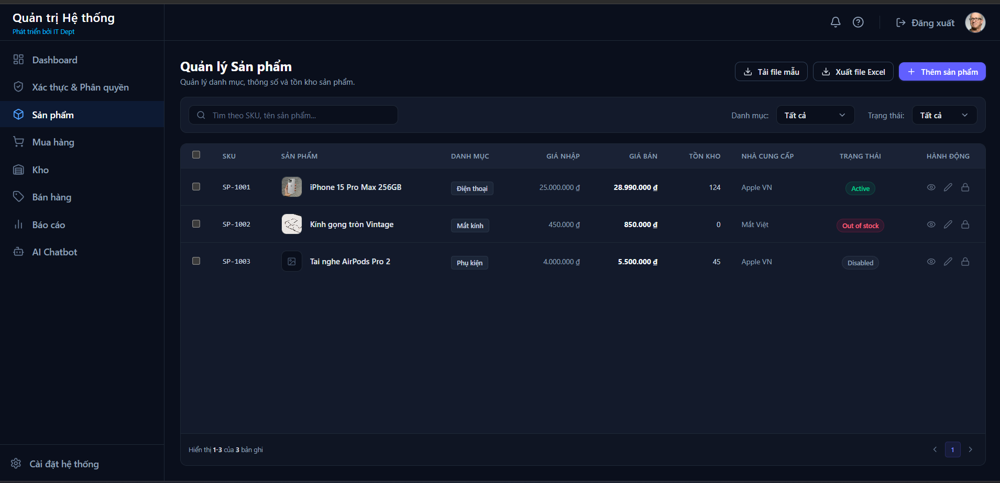 Quản trị Hệ thống
Phát triển bởi IT Dept
Đăng xuất
Dashboard
Xác thực & Phân quyền
Sản phẩm
Mua hàng
Kho
Bán hàng
Báo cáo
AI Chatbot
Cài đặt hệ thống
Quản lý Sản phẩm
Quản lý danh mục, thông số và tồn kho sản phẩm.
Tải file mẫu
Xuất file Excel
Thêm sản phẩm
Tìm theo SKU, tên sản phẩm...
Danh mục: Tất cả
Trạng thái: Tất cả
SKU SẢN PHẨM DANH MỤC GIÁ NHẬP GIÁ BÁN TỒN KHO NHÀ CUNG CẤP TRẠNG THÁI HÀNH ĐỘNG
SP-1001 iPhone 15 Pro Max 256GB Điện thoại 25.000.000 ₫ 28.990.000 ₫ 124 Apple VN Active
SP-1002 Kính gọng tròn Vintage Mắt kính 450.000 ₫ 850.000 ₫ 0 Mắt Việt Out of stock
SP-1003 Tai nghe AirPods Pro 2 Phụ kiện 4.000.000 ₫ 5.500.000 ₫ 45 Apple VN Disabled
Hiển thị 1-3 của 3 bản ghi
1